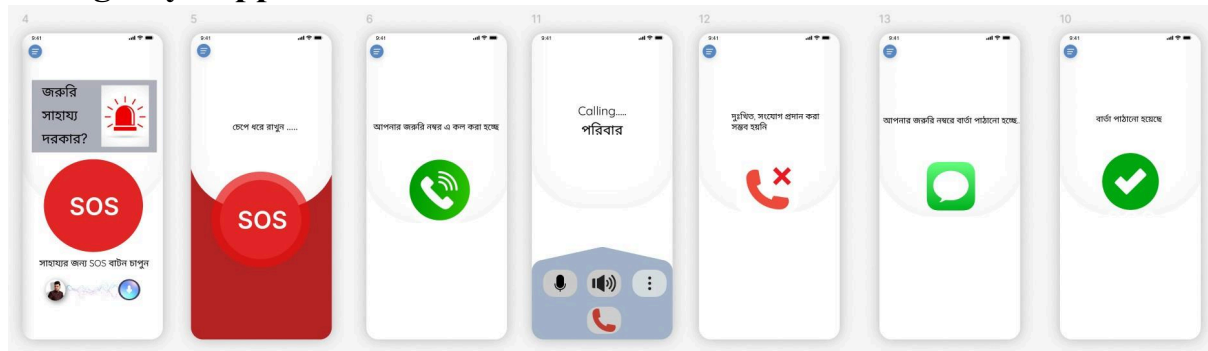 4
5
6
11
12
13
10
9:41
জরুরি
সাহায্য
দরকার?
SOS
সাহায্যের জন্য SOS বাটন চাপুন
9:41
চেপে ধরে রাখুন .....
SOS
9:41
আপনার জরুরি নম্বর এ কল করা হচ্ছে
9:41
Calling.....
পরিবার
9:41
দুঃখিত, সংযোগ প্রদান করা
সম্ভব হয়নি
9:41
আপনার জরুরি নম্বরে বার্তা পাঠানো হচ্ছে.
9:41
বার্তা পাঠানো হয়েছে